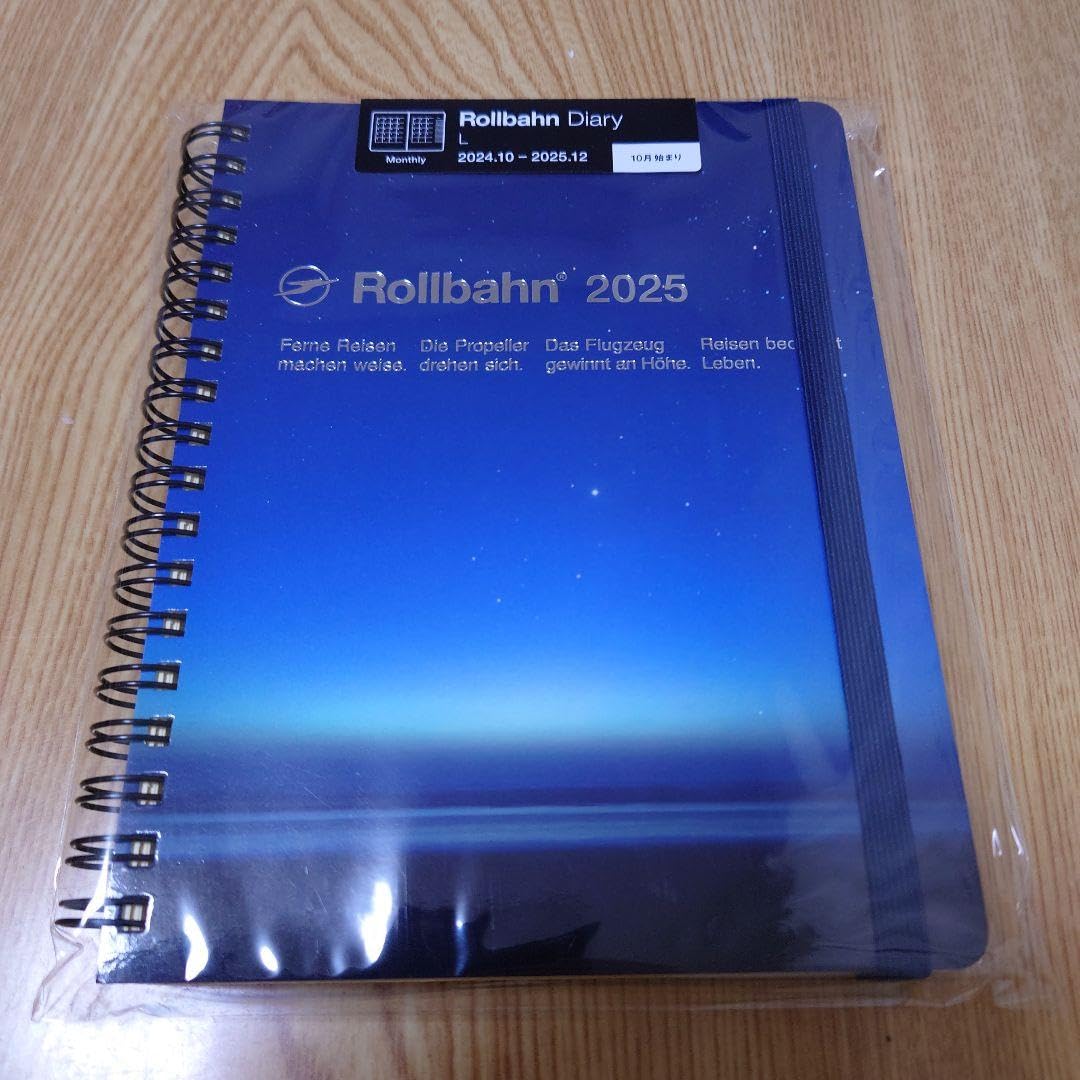 Rollbahn Diary
L
Monthly
2024.10 – 2025.12
10月始まり
Rollbahn® 2025
Ferne Reisen
machen weise.
Die Propeller
drehen sich.
Das Flugzeug
gewinnt an Höhe.
Reisen
Leben.